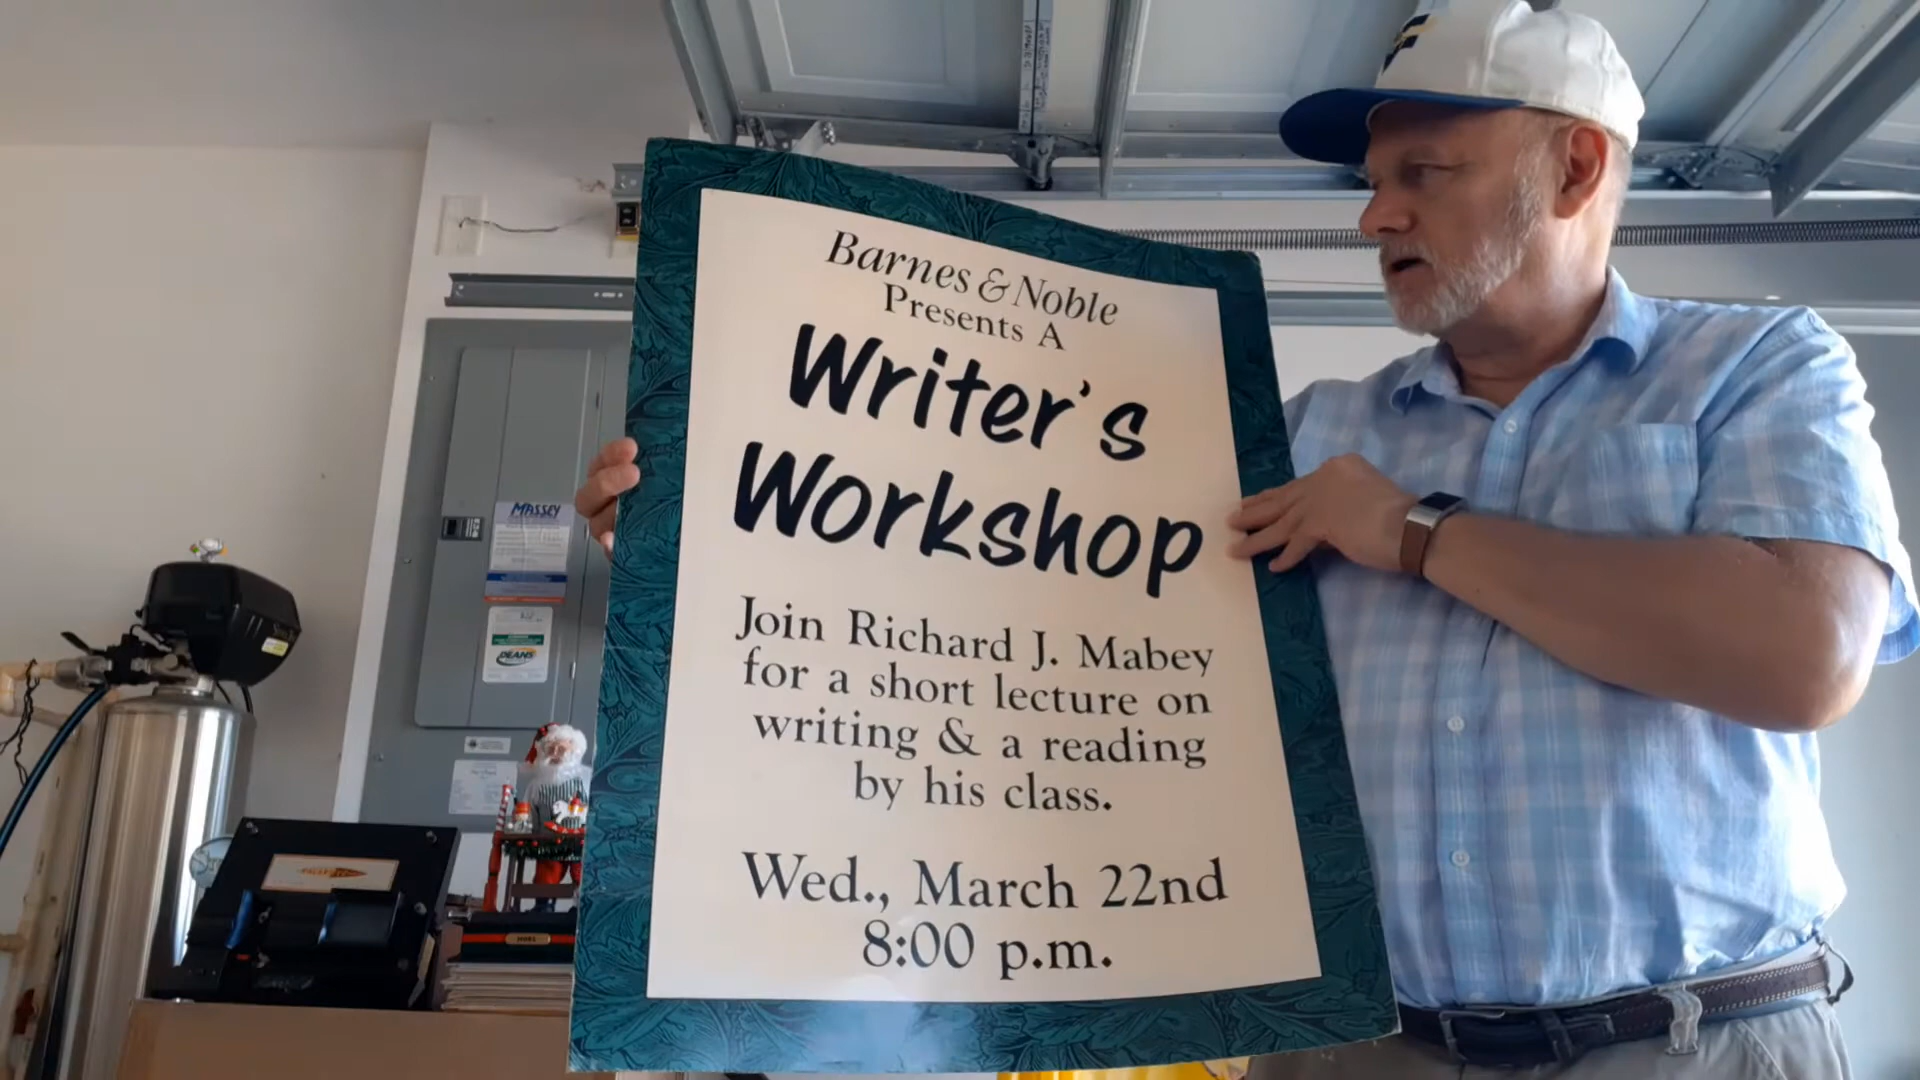 Barnes & Noble
Presents A
Writer's
Workshop
Join Richard J. Mabey
for a short lecture on
writing & a reading
by his class.
Wed., March 22nd
8:00 p.m.
MASSEY
DEANS